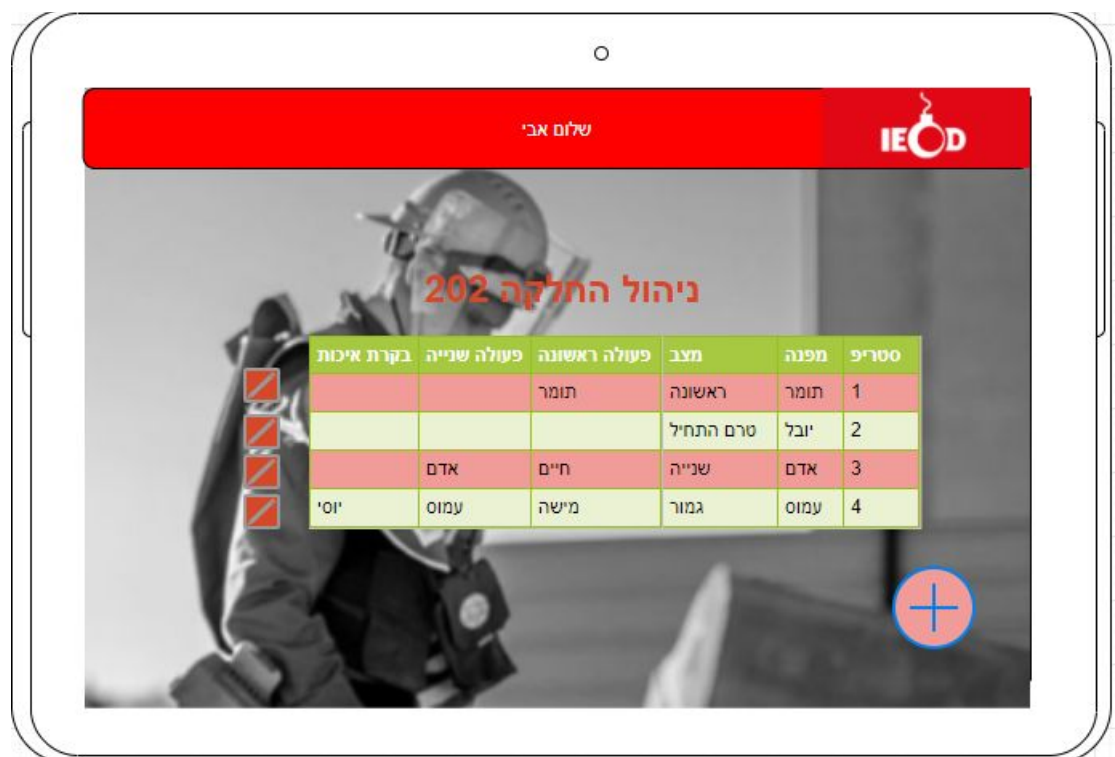 שלום אבי
IEOD
ניהול החלקה 202
סטריפ מפנה מצב פעולה ראשונה פעולה שנייה בקרת איכות
1 תומר ראשונה תומר
2 יובל טרם התחיל
3 אדם שנייה חיים אדם
4 עמוס גמור מישה עמוס יוסי